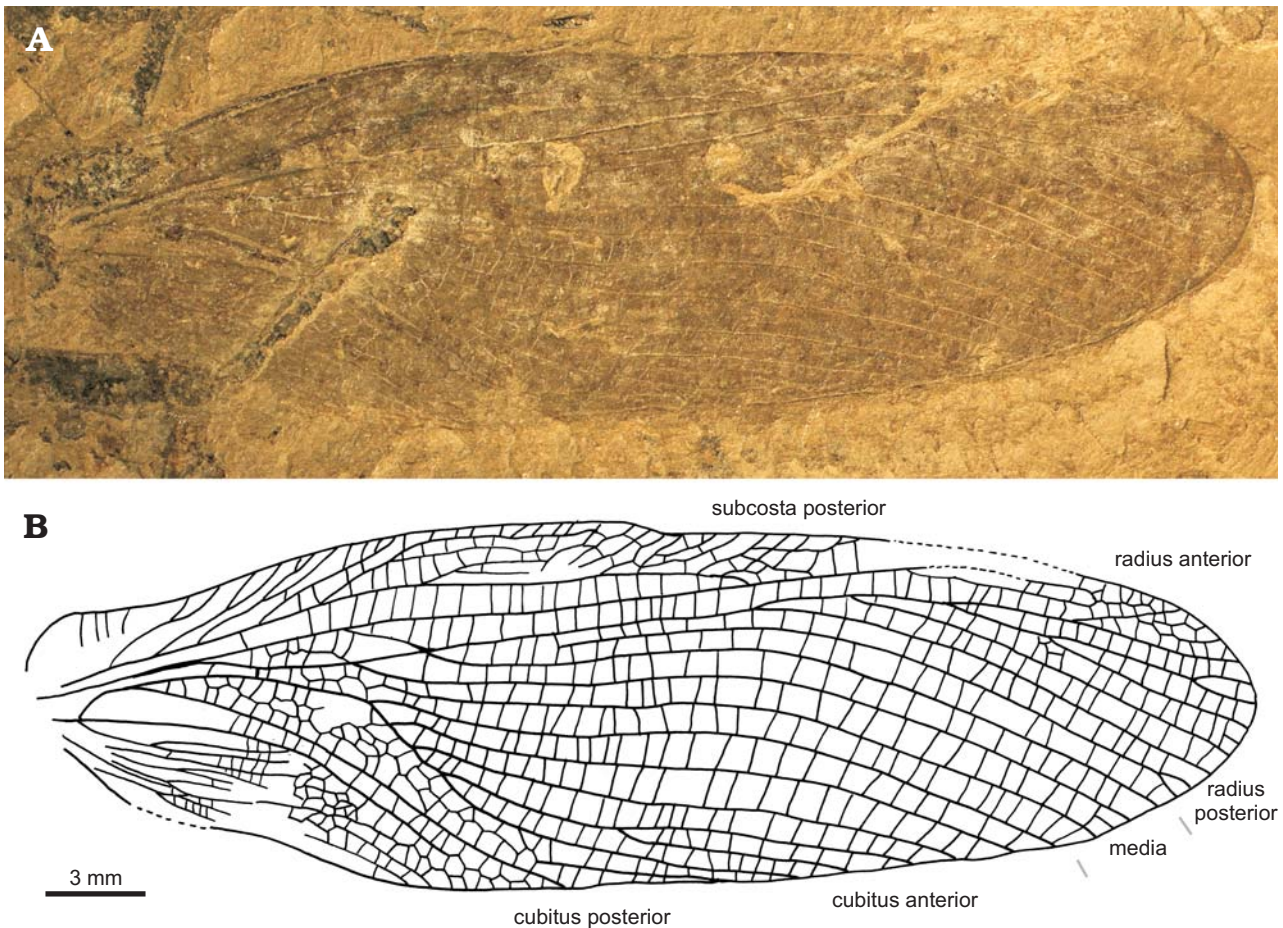 A
B
subcosta posterior
radius anterior
radius
posterior
media
cubitus anterior
cubitus posterior
3 mm